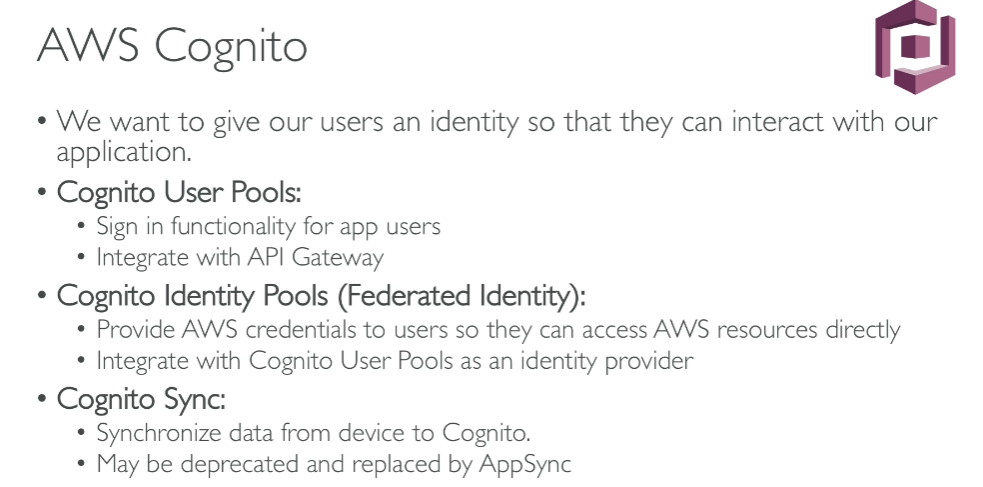 AWS Cognito
• We want to give our users an identity so that they can interact with our
application.
• Cognito User Pools:
• Sign in functionality for app users
• Integrate with API Gateway
• Cognito Identity Pools (Federated Identity):
• Provide AWS credentials to users so they can access AWS resources directly
• Integrate with Cognito User Pools as an identity provider
• Cognito Sync:
• Synchronize data from device to Cognito.
• May be deprecated and replaced by AppSync